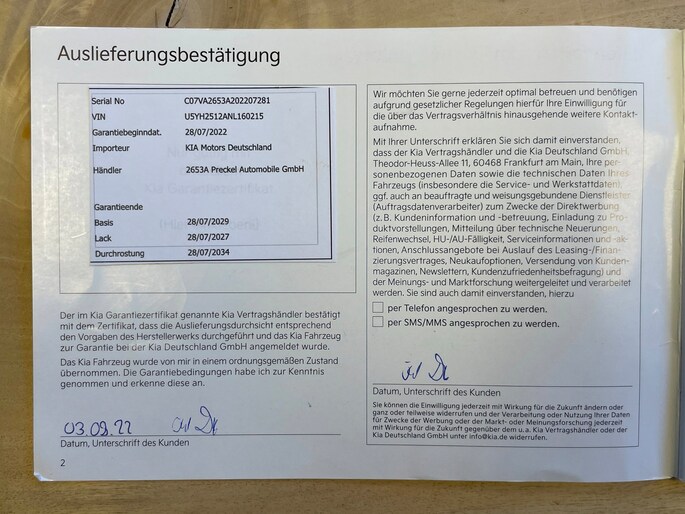 Auslieferungsbestätigung
Serial No C07VA2653A202207281
VIN U5YH2512ANL160215
Garantiebeginndat. 28/07/2022
Importeur KIA Motors Deutschland
Händler 2653A Preckel Automobile GmbH
Garantieende
Basis 28/07/2029
Lack 28/07/2027
Durchrostung 28/07/2034
Der im Kia Garantiezertifikat genannte Kia Vertragshändler bestätigt
mit dem Zertifikat, dass die Auslieferungsdurchsicht entsprechend
den Vorgaben des Herstellerwerks durchgeführt und das Kia Fahrzeug
zur Garantie bei der Kia Deutschland GmbH angemeldet wurde.
Das Kia Fahrzeug wurde von mir in einem ordnungsgemäßen Zustand
übernommen. Die Garantiebedingungen habe ich zur Kenntnis
genommen und erkenne diese an.
03.09.22
Datum, Unterschrift des Kunden
2
Wir möchten Sie gerne jederzeit optimal betreuen und benötigen
aufgrund gesetzlicher Regelungen hierfür Ihre Einwilligung für
die über das Vertragsverhältnis hinausgehende weitere Kontakt-
aufnahme.
Mit Ihrer Unterschrift erklären Sie sich damit einverstanden,
dass der Kia Vertragshändler und die Kia Deutschland GmbH,
Theodor-Heuss-Allee 11, 60468 Frankfurt am Main, Ihre per-
sonenbezogenen Daten sowie die technischen Daten Ihres
Fahrzeugs (insbesondere die Service- und Werkstattdaten),
ggf. auch an beauftragte und weisungsgebundene Dienstleister
(Auftragsdatenverarbeiter) zum Zwecke der Direktwerbung
(z. B. Kundeninformation und -betreuung, Einladung zu Pro-
duktvorstellungen, Mitteilung über technische Neuerungen,
Reifenwechsel, HU-/AU-Fälligkeit, Serviceinformationen und -ak-
tionen, Anschlussangebote bei Auslauf des Leasing-/Finan-
zierungsvertrages, Neukaufoptionen, Versendung von Kunden-
magazinen, Newslettern, Kundenzufriedenheitsbefragung) und
der Meinungs- und Marktforschung weitergeleitet und verarbeitet
werden. Sie sind auch damit einverstanden, hierzu
per Telefon angesprochen zu werden.
per SMS/MMS angesprochen zu werden.
Datum, Unterschrift des Kunden
Sie können die Einwilligung jederzeit mit Wirkung für die Zukunft ändern oder
ganz oder teilweise widerrufen und der Verarbeitung oder Nutzung Ihrer Daten
für Zwecke der Werbung oder der Markt- oder Meinungsforschung jederzeit
mit Wirkung für die Zukunft gegenüber dem u. a. Kia Vertragshändler oder der
Kia Deutschland GmbH unter info@kia.de widerrufen.